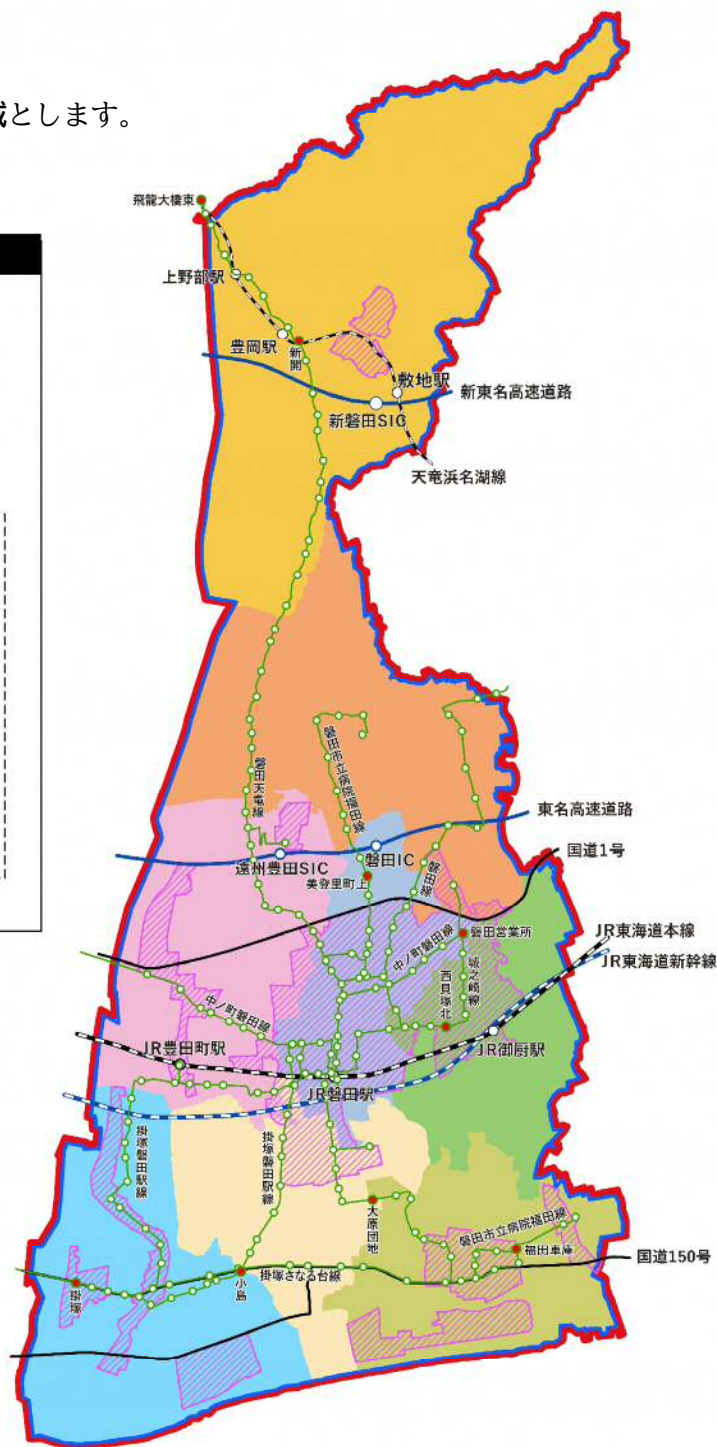 とします。
飛龍大橋東
上野部駅
豊岡駅
新開
敷地駅
新東名高速道路
新磐田SIC
天竜浜名湖線
磐田天竜線
磐田市立病院福田線
東名高速道路
磐田IC
遠州豊田SIC
美登里町上
磐田線
国道1号
磐田営業所
JR東海道本線
中ノ町磐田線
城之崎線
JR東海道新幹線
西貝塚北
中ノ町磐田線
JR豊田町駅
JR御厨駅
JR磐田駅
掛塚磐田駅線
掛塚磐田駅線
大原団地
磐田市立病院福田線
福田車庫
国道150号
掛塚
小島
掛塚さなる台線